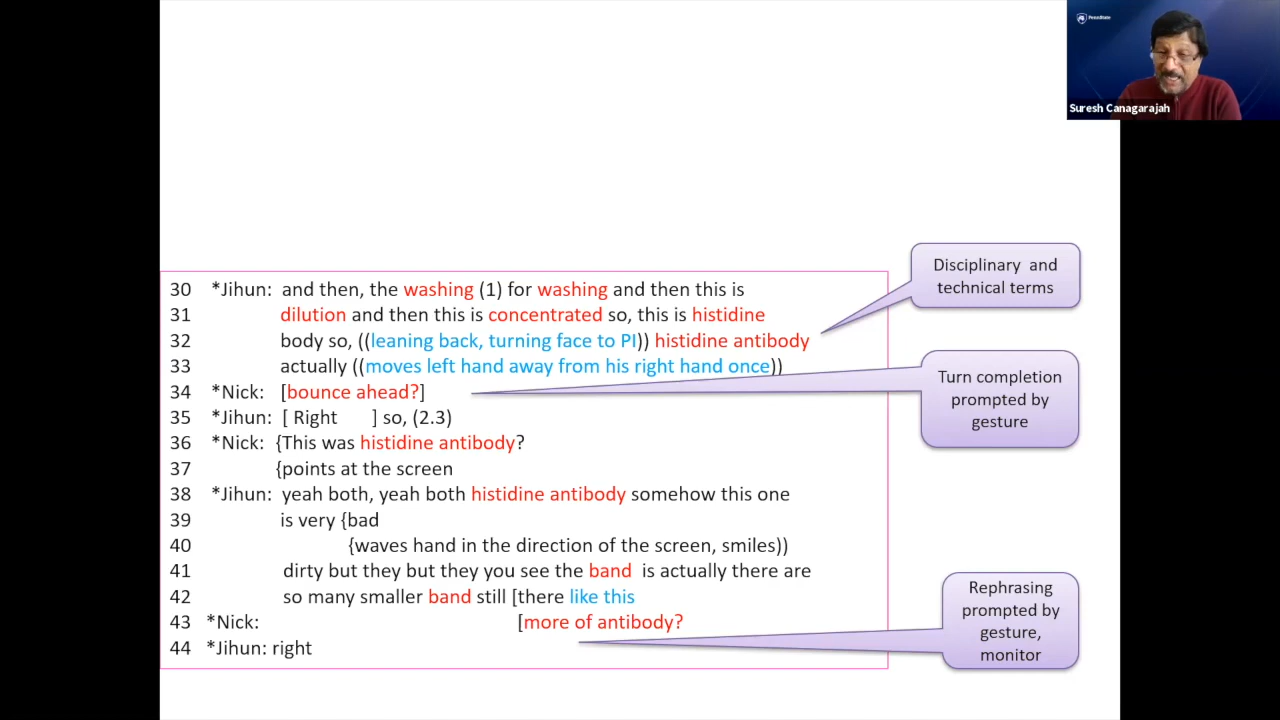 PennState
Suresh Canagarajah
Disciplinary and
technical terms
30 *Jihun: and then, the washing (1) for washing and then this is
31 dilution and then this is concentrated so, this is histidine
32 body so, ((leaning back, turning face to PI)) histidine antibody
33 actually ((moves left hand away from his right hand once))
34 *Nick: [bounce ahead?]
35 *Jihun: [ Right ] so, (2.3)
36 *Nick: {This was histidine antibody?
37 {points at the screen
38 *Jihun: yeah both, yeah both histidine antibody somehow this one
39 is very {bad
40 {waves hand in the direction of the screen, smiles))
41 dirty but they but they you see the band is actually there are
42 so many smaller band still [there like this
43 *Nick: [more of antibody?
44 *Jihun: right
Turn completion
prompted by
gesture
Rephrasing
prompted by
gesture,
monitor